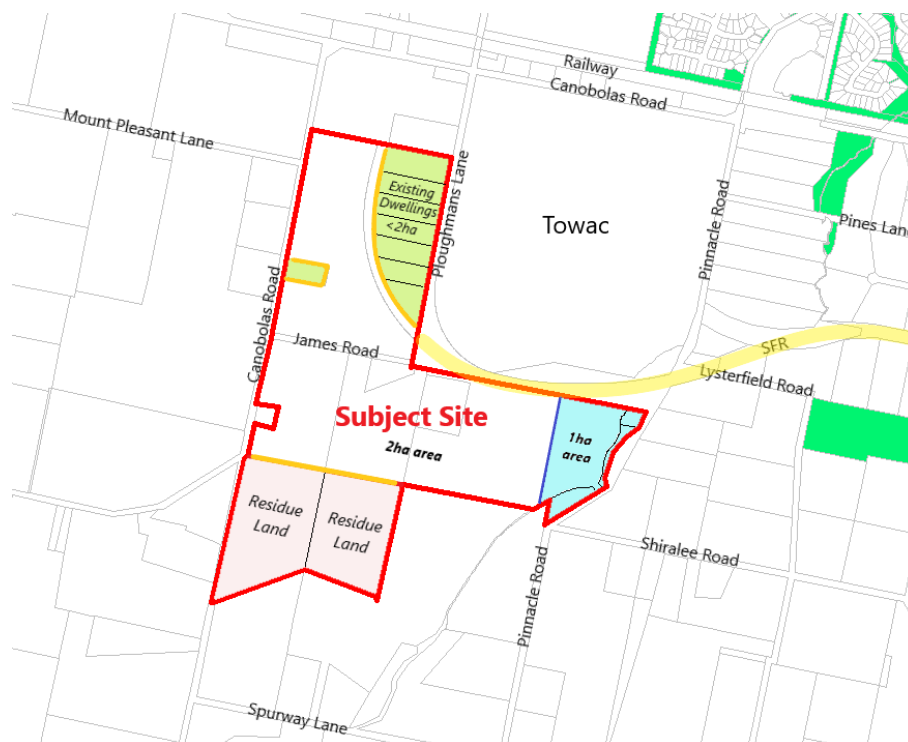 Railway
Canobolas Road
Mount Pleasant Lane
Existing
Dwellings
<2ha
Ploughmans Lane
Towac
Pinnacle Road
Pines Lane
Canobolas Road
James Road
SFR
Lysterfield Road
Subject Site
2ha area
1ha
area
Residue
Land
Residue
Land
Shiralee Road
Pinnacle Road
Spurway Lane